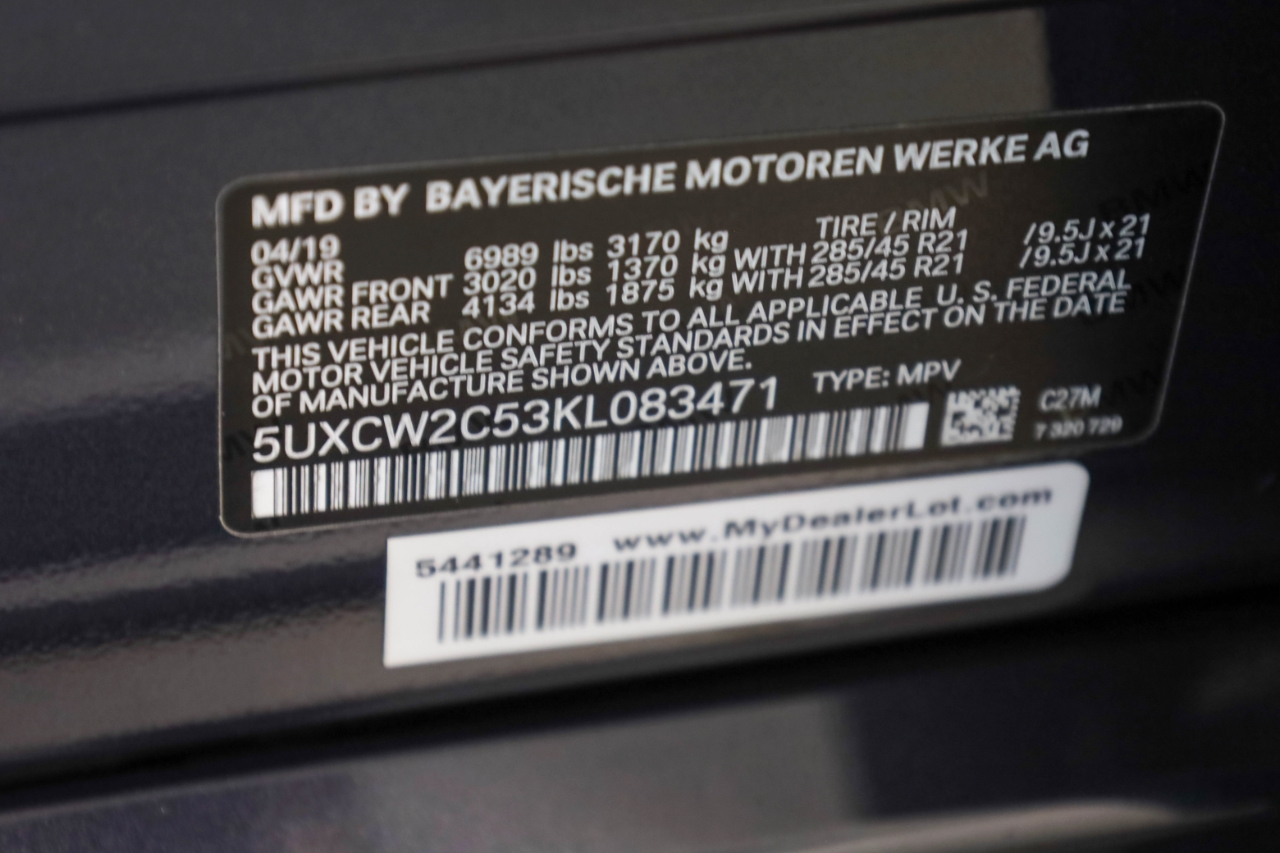 MFD BY BAYERISCHE MOTOREN WERKE AG
04/19 TIRE / RIM
GVWR 6989 lbs 3170 kg
GAWR FRONT 3020 lbs 1370 kg WITH 285/45 R21 /9.5J x 21
GAWR REAR 4134 lbs 1875 kg WITH 285/45 R21 /9.5J x 21
THIS VEHICLE CONFORMS TO ALL APPLICABLE U. S. FEDERAL
MOTOR VEHICLE SAFETY STANDARDS IN EFFECT ON THE DATE
OF MANUFACTURE SHOWN ABOVE.
5UXCW2C53KL083471 TYPE: MPV
C27M
7 320 729
5441289 www.MyDealerLot.com